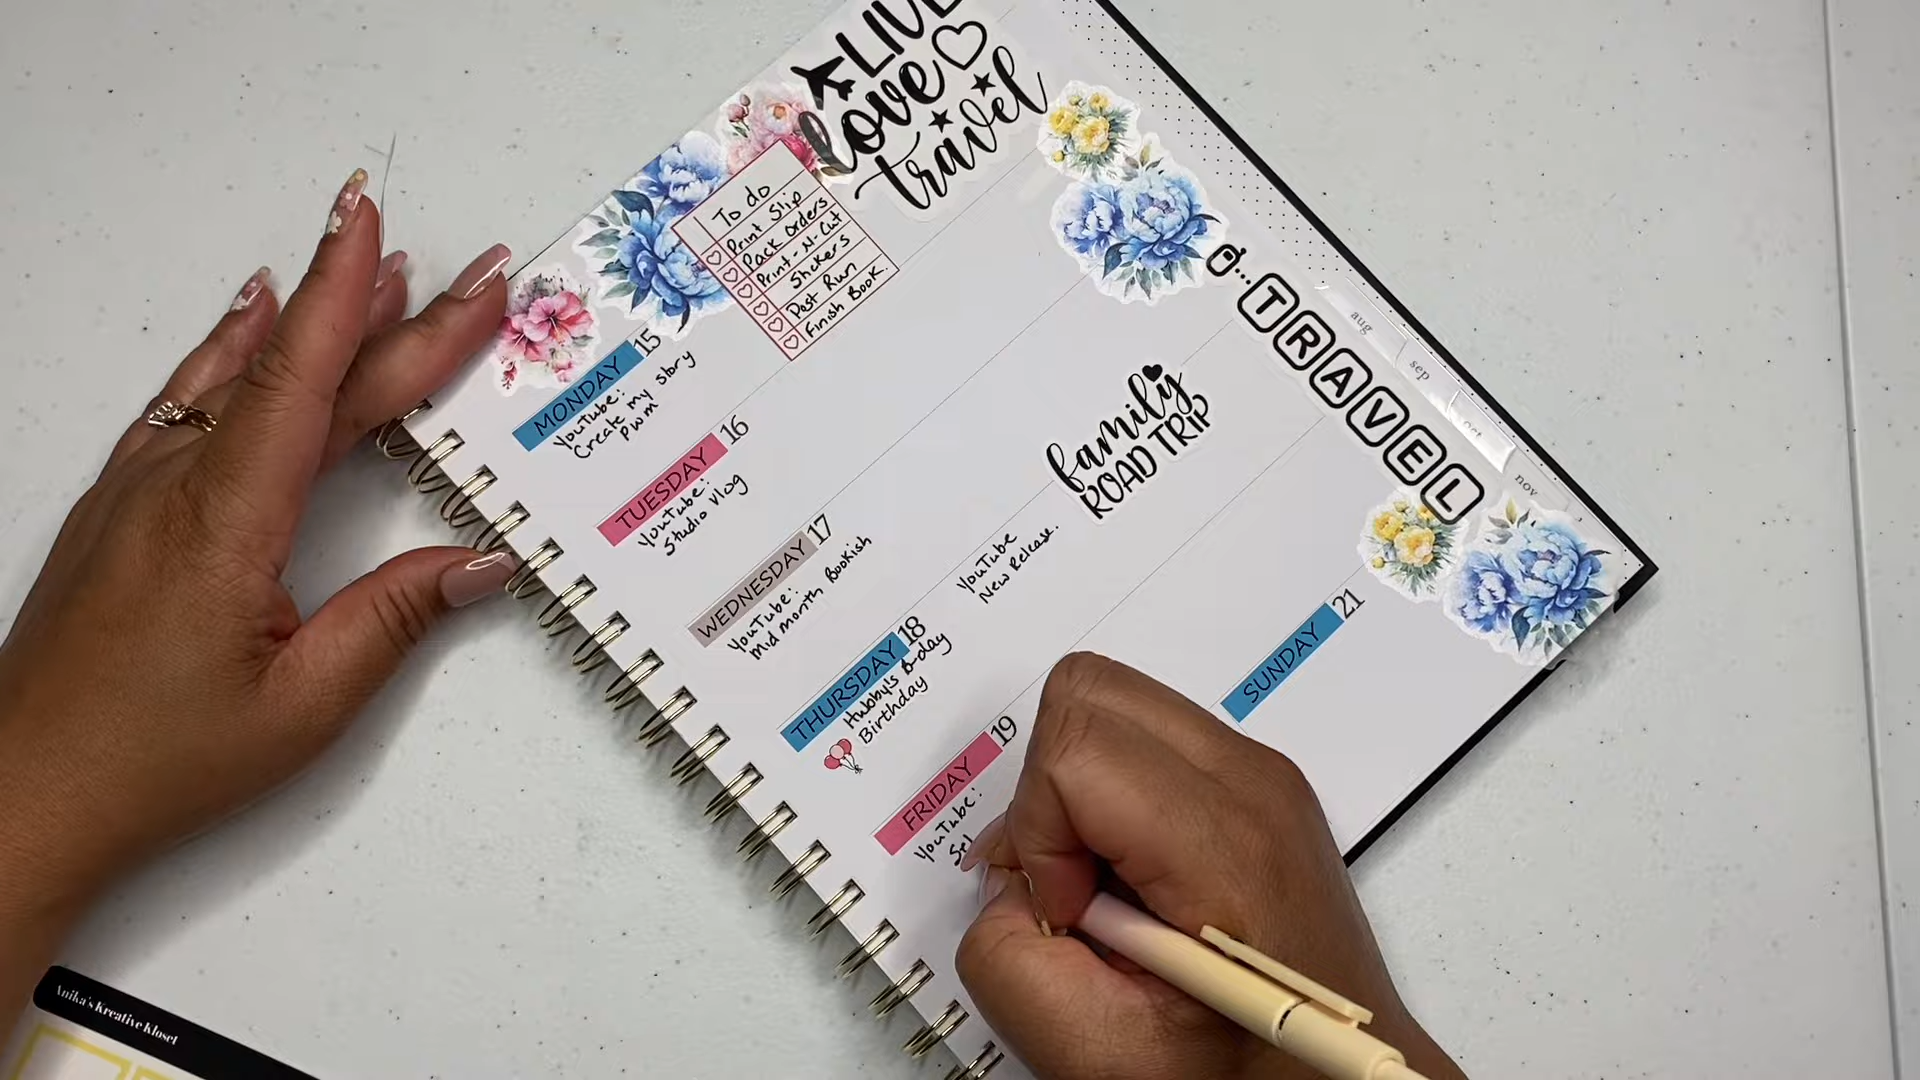 LIVE
love
travel
To do
Print Slip
Pack Orders
Print-N-Cut
Stickers
Post Run
Finish Book.
MONDAY 15
YouTube:
Create my story
PWM
TUESDAY 16
YouTube:
Studio Vlog
WEDNESDAY 17
YouTube:
Mid month Bookish
THURSDAY 18
Hubby's B-day
Birthday
YouTube
New Release.
family
ROAD TRIP
FRIDAY 19
YouTube:
SUNDAY 21
TRAVEL
aug
sep
oct
nov
Anika's Kreative Kloset